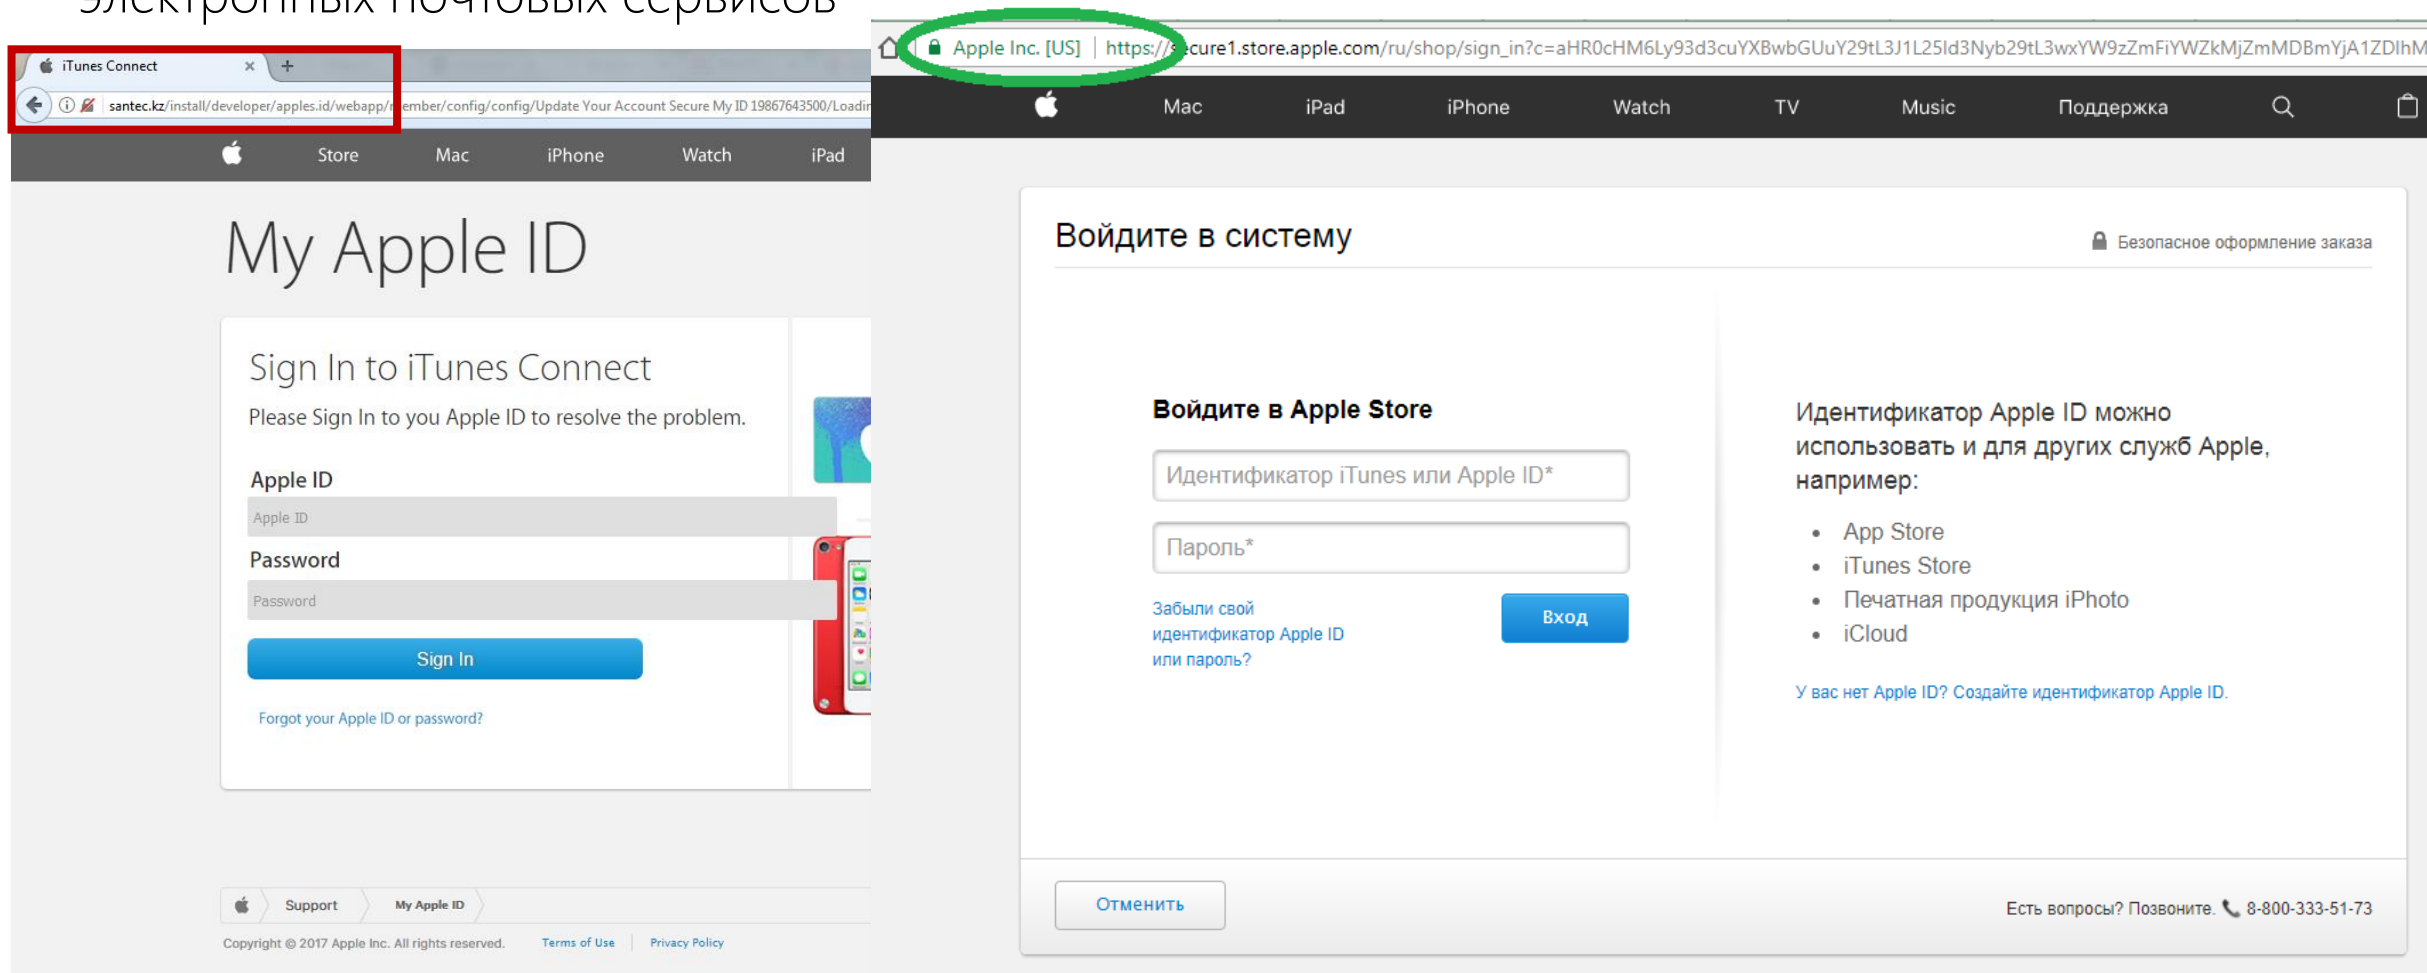 электронных почтовых сервисов
iTunes Connect × +
santec.kz/install/developer/apples.id/webapp/member/config/config/Update Your Account Secure My ID 19867643500/Loadin
Store Mac iPhone Watch iPad
My Apple ID
Sign In to iTunes Connect
Please Sign In to you Apple ID to resolve the problem.
Apple ID
Apple ID
Password
Password
Sign In
Forgot your Apple ID or password?
Support My Apple ID
Copyright © 2017 Apple Inc. All rights reserved. Terms of Use Privacy Policy
Apple Inc. [US] https://secure1.store.apple.com/ru/shop/sign_in?c=aHR0cHM6Ly93d3cuYXBwbGUuY29tL3J1L25ld3Nyb29tL3wxYW9zZmFiYWZkMjZmMDBmYjA1ZDlhM
Mac iPad iPhone Watch TV Music Поддержка
Войдите в систему
Безопасное оформление заказа
Войдите в Apple Store
Идентификатор iTunes или Apple ID*
Пароль*
Забыли свой
идентификатор Apple ID
или пароль?
Вход
Идентификатор Apple ID можно
использовать и для других служб Apple,
например:
• App Store
• iTunes Store
• Печатная продукция iPhoto
• iCloud
У вас нет Apple ID? Создайте идентификатор Apple ID.
Отменить
Есть вопросы? Позвоните. 8-800-333-51-73